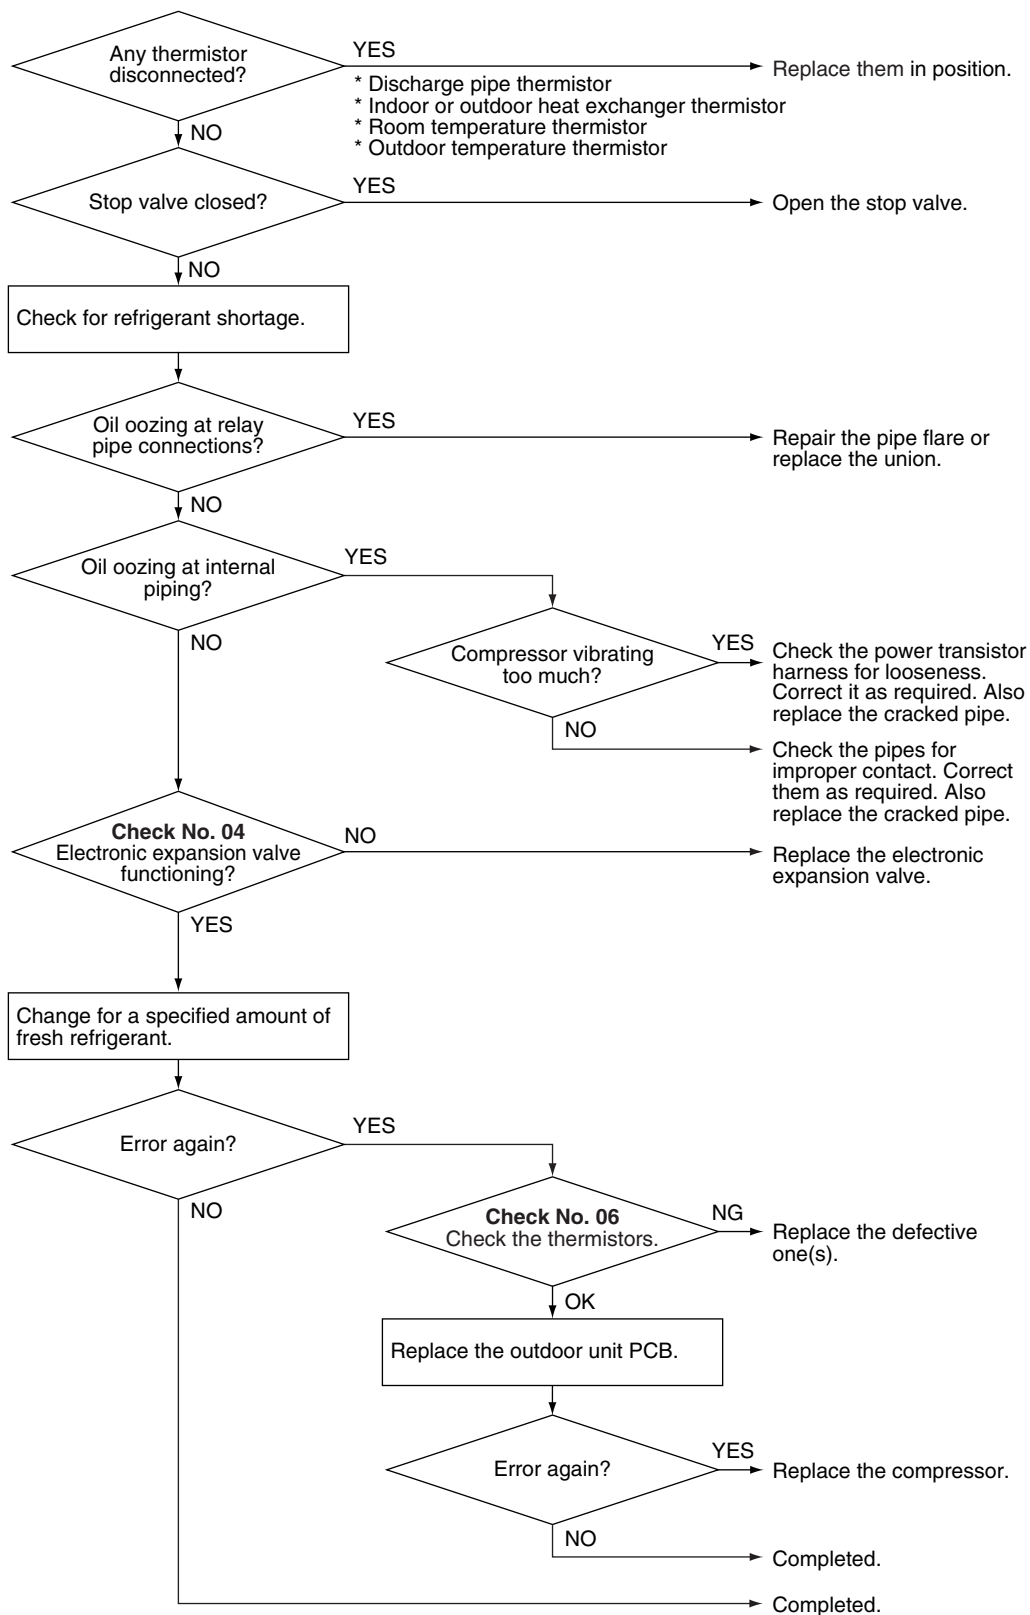 Any thermistor
disconnected?
YES
* Discharge pipe thermistor
* Indoor or outdoor heat exchanger thermistor
* Room temperature thermistor
* Outdoor temperature thermistor
Replace them in position.
NO
Stop valve closed?
YES
Open the stop valve.
NO
Check for refrigerant shortage.
Oil oozing at relay
pipe connections?
YES
Repair the pipe flare or
replace the union.
NO
Oil oozing at internal
piping?
YES
NO
Compressor vibrating
too much?
YES
Check the power transistor
harness for looseness.
Correct it as required. Also
replace the cracked pipe.
NO
Check the pipes for
improper contact. Correct
them as required. Also
replace the cracked pipe.
Check No. 04
Electronic expansion valve
functioning?
NO
Replace the electronic
expansion valve.
YES
Change for a specified amount of
fresh refrigerant.
Error again?
YES
NO
Check No. 06
Check the thermistors.
NG
Replace the defective
one(s).
OK
Replace the outdoor unit PCB.
Error again?
YES
Replace the compressor.
NO
Completed.
Completed.